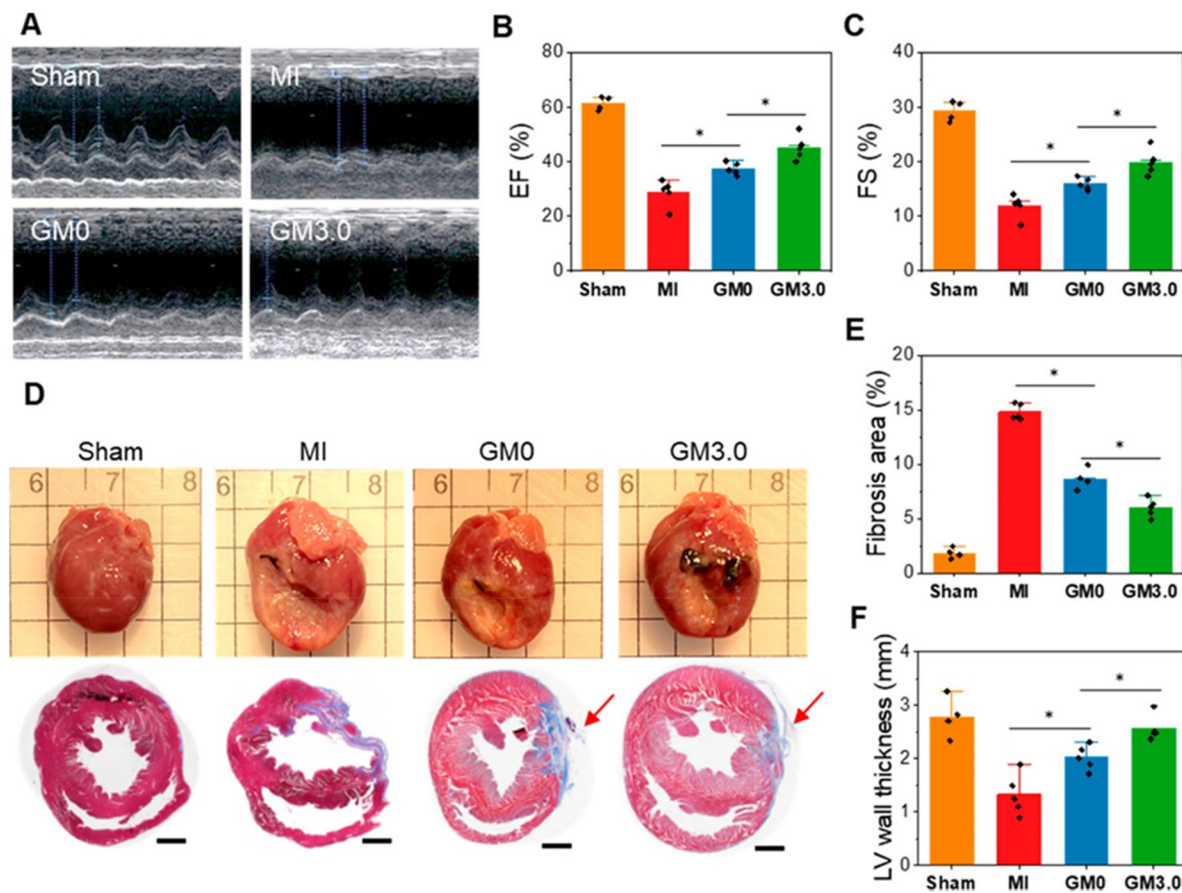 A
Sham
MI
GM0
GM3.0
B
EF (%)
80
60
40
20
0
*
*
Sham MI GM0 GM3.0
C
FS (%)
40
30
20
10
0
*
*
Sham MI GM0 GM3.0
D
Sham MI GM0 GM3.0
6 7 8
6 7 8
6 7 8
6 7 8
E
Fibrosis area (%)
20
15
10
5
0
*
*
Sham MI GM0 GM3.0
F
LV wall thickness (mm)
4
3
2
1
0
*
*
Sham MI GM0 GM3.0